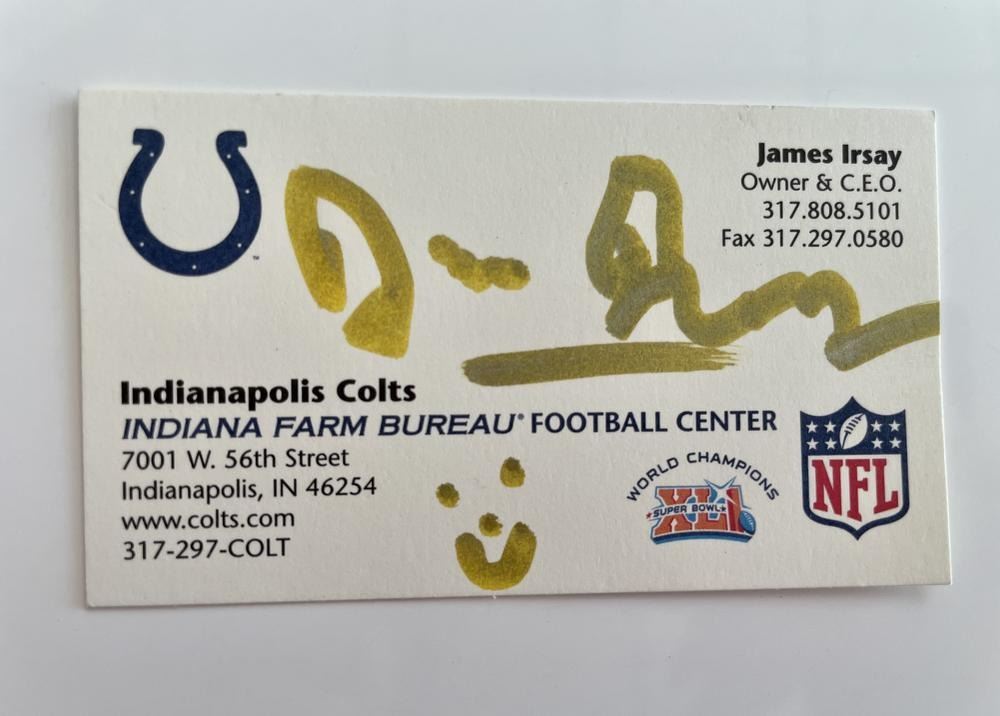 James Irsay
Owner & C.E.O.
317.808.5101
Fax 317.297.0580
Indianapolis Colts
INDIANA FARM BUREAU® FOOTBALL CENTER
7001 W. 56th Street
Indianapolis, IN 46254
www.colts.com
317-297-COLT
WORLD CHAMPIONS
XLI
SUPER BOWL
NFL